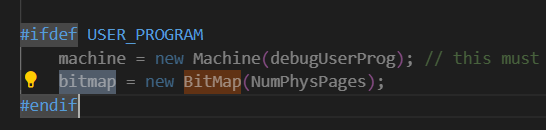 #ifdef USER_PROGRAM
machine = new Machine(debugUserProg); // this must
bitmap = new BitMap(NumPhysPages);
#endif